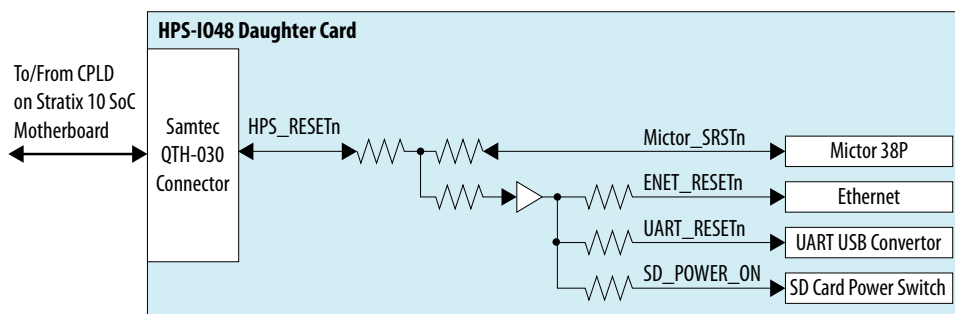 HPS-IO48 Daughter Card
To/From CPLD
on Stratix 10 SoC
Motherboard
Samtec
QTH-030
Connector
HPS_RESETn
Mictor_SRSTn
Mictor 38P
ENET_RESETn
Ethernet
UART_RESETn
UART USB Convertor
SD_POWER_ON
SD Card Power Switch